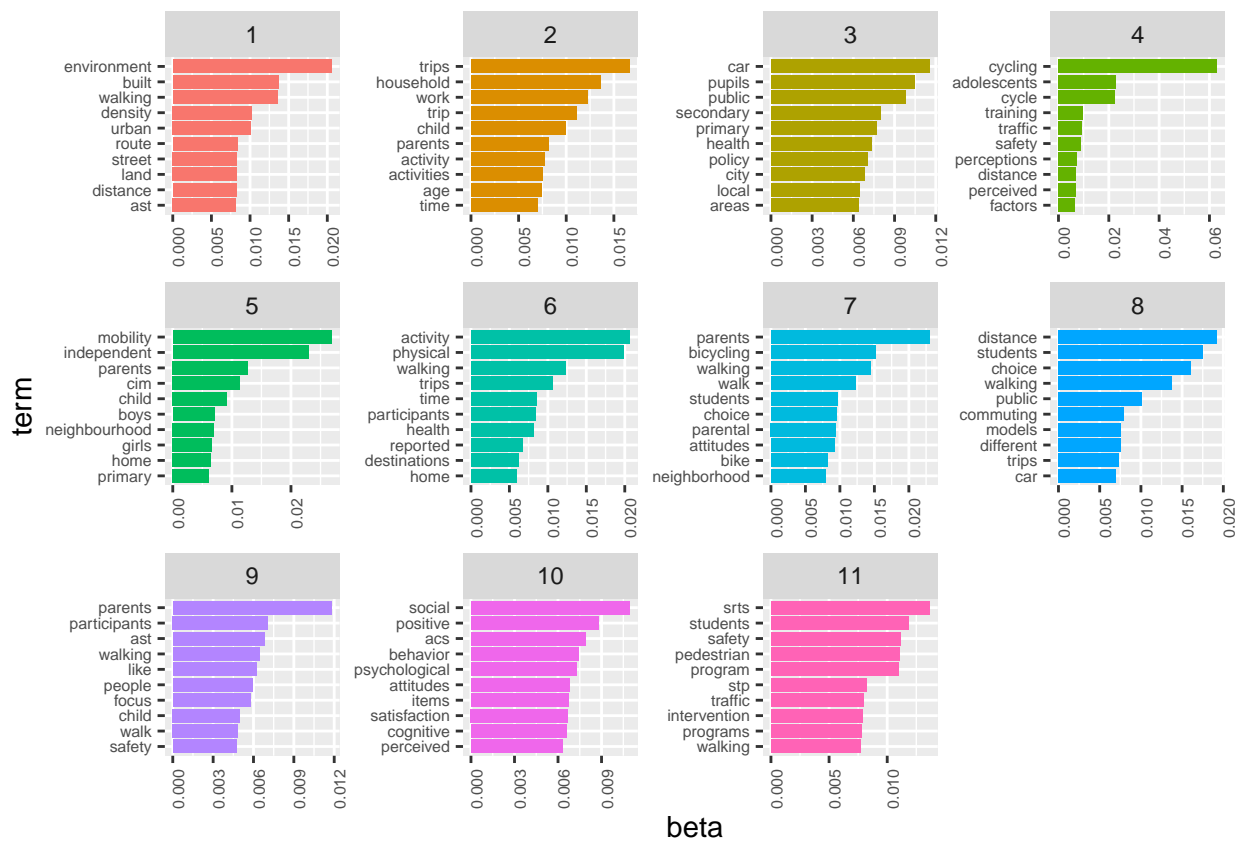 1 2 3 4
environment
built
walking
density
urban
route
street
land
distance
ast
0.000 0.005 0.010 0.015 0.020
trips
household
work
trip
child
parents
activity
activities
age
time
0.000 0.005 0.010 0.015
car
pupils
public
secondary
primary
health
policy
city
local
areas
0.000 0.003 0.006 0.009 0.012
cycling
adolescents
cycle
training
traffic
safety
perceptions
distance
perceived
factors
0.00 0.02 0.04 0.06
5 6 7 8
mobility
independent
parents
cim
child
boys
neighbourhood
girls
home
primary
0.00 0.01 0.02
activity
physical
walking
trips
time
participants
health
reported
destinations
home
0.000 0.005 0.010 0.015 0.020
parents
bicycling
walking
walk
students
choice
parental
attitudes
bike
neighborhood
0.000 0.005 0.010 0.015 0.020
distance
students
choice
walking
public
commuting
models
different
trips
car
0.000 0.005 0.010 0.015 0.020
term
9 10 11
parents
participants
ast
walking
like
people
focus
child
walk
safety
0.000 0.003 0.006 0.009 0.012
social
positive
acs
behavior
psychological
attitudes
items
satisfaction
cognitive
perceived
0.000 0.003 0.006 0.009
srts
students
safety
pedestrian
program
stp
traffic
intervention
programs
walking
0.000 0.005 0.010
beta